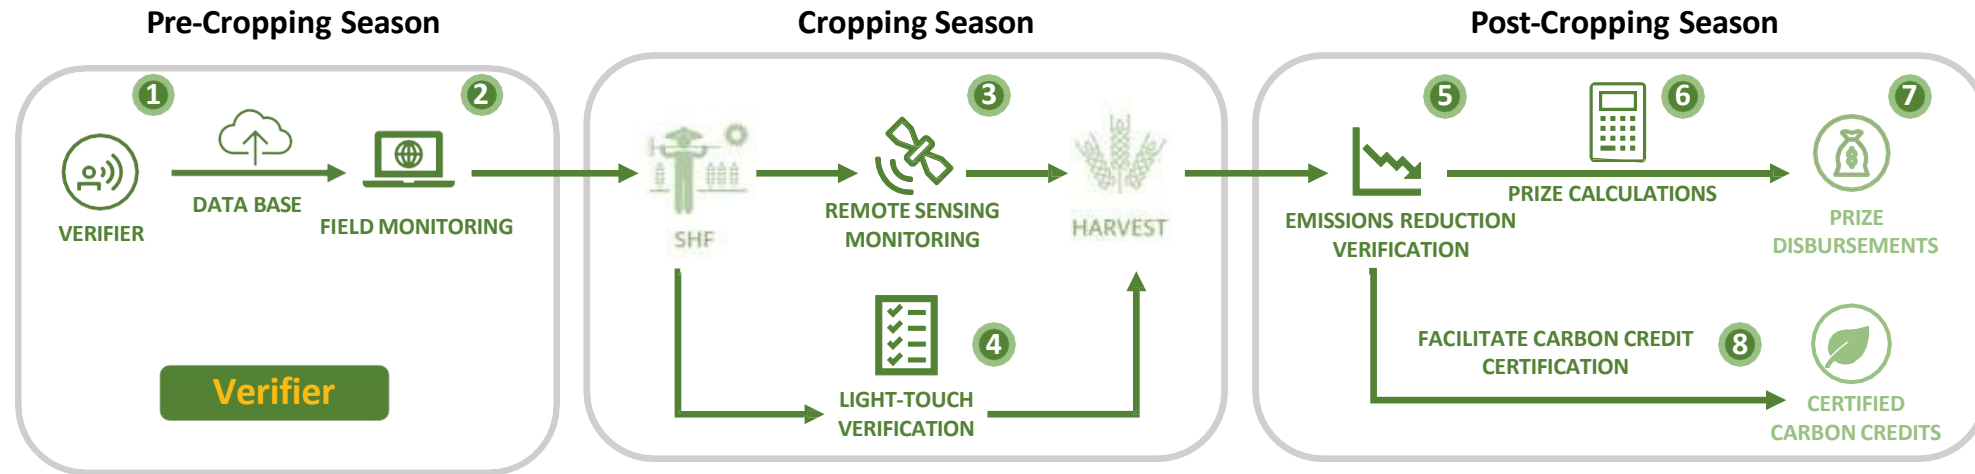 Pre-Cropping Season
1
2
DATA BASE
VERIFIER
FIELD MONITORING
Verifier
Cropping Season
3
SHF
REMOTE SENSING
MONITORING
HARVEST
4
LIGHT-TOUCH
VERIFICATION
Post-Cropping Season
5
6
7
PRIZE CALCULATIONS
EMISSIONS REDUCTION
VERIFICATION
PRIZE
DISBURSEMENTS
FACILITATE CARBON CREDIT
CERTIFICATION
8
CERTIFIED
CARBON CREDITS